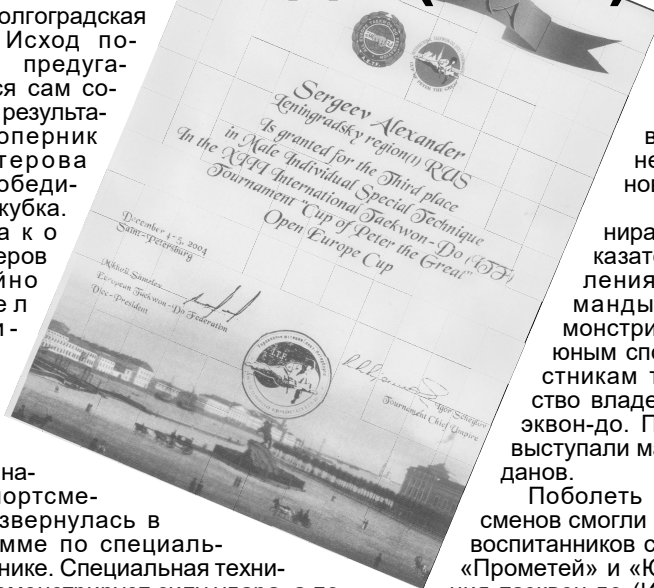 олгоградская
Исход по-
предуга-
ся сам со-
результа-
оперник
терова
обеди-
кубка.
а к о
еров
йно
е л
и -
на-
ортсме-
звернулась в
мме по специаль-
нике. Специальная техни-
Sergeev Alexander
Leningradsky region(1) RUS
Is granted for the Third place
in Male Individual Special Technique
In the XIII International Taekwon-Do (ITF)
Tournament "Cup of Peter the Great"
Open Europe Cup
December 4-5, 2004
Saint-Petersburg
European Taekwon-Do Federation
Vice-President
Tournament Chief Umpire
нира
казат
ления
манды
монстри
юным спо
стникам т
ство владе
эквон-до. П
выступали ма
данов.
Поболеть
сменов смогли
воспитанников с
«Прометей» и «Ю